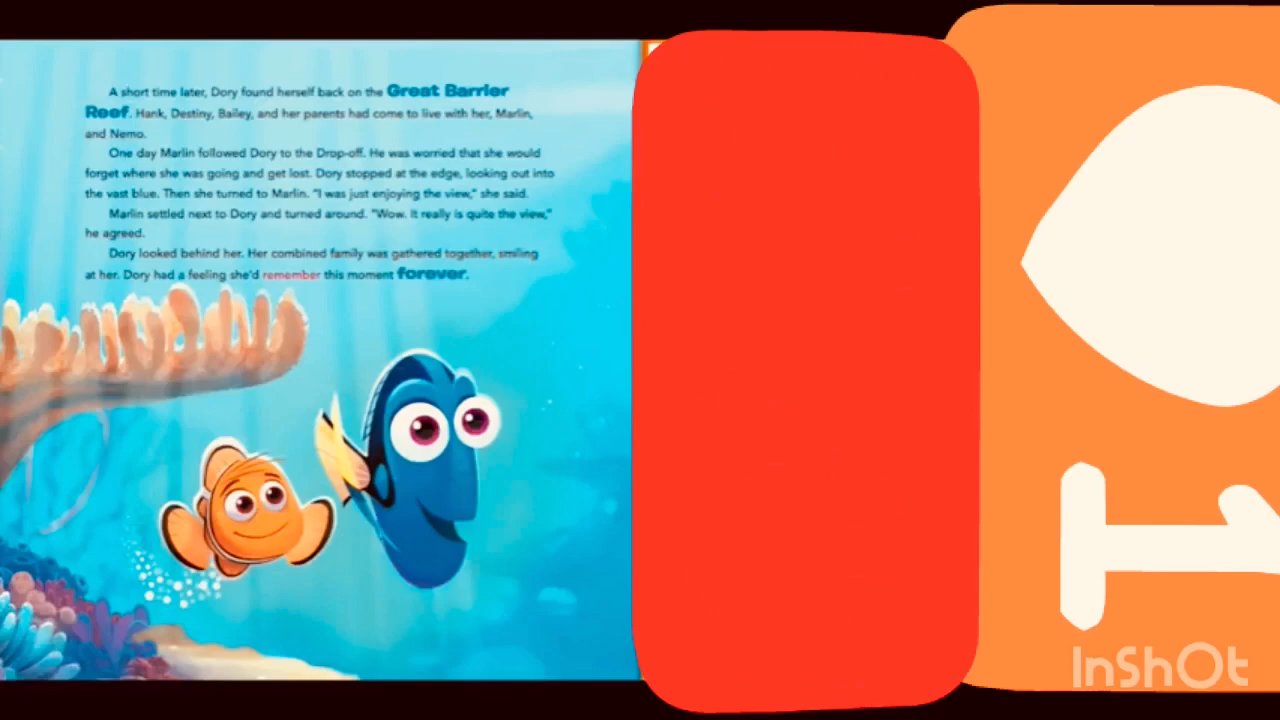 A short time later, Dory found herself back on the Great Barrier
Reef. Hank, Destiny, Bailey, and her parents had come to live with her, Marlin,
and Nemo.
One day Marlin followed Dory to the Drop-off. He was worried that she would
forget where she was going and get lost. Dory stopped at the edge, looking out into
the vast blue. Then she turned to Marlin. "I was just enjoying the view," she said.
Marlin settled next to Dory and turned around. "Wow. It really is quite the view,"
he agreed.
Dory looked behind her. Her combined family was gathered together, smiling
at her. Dory had a feeling she'd remember this moment forever.
1
InShOt